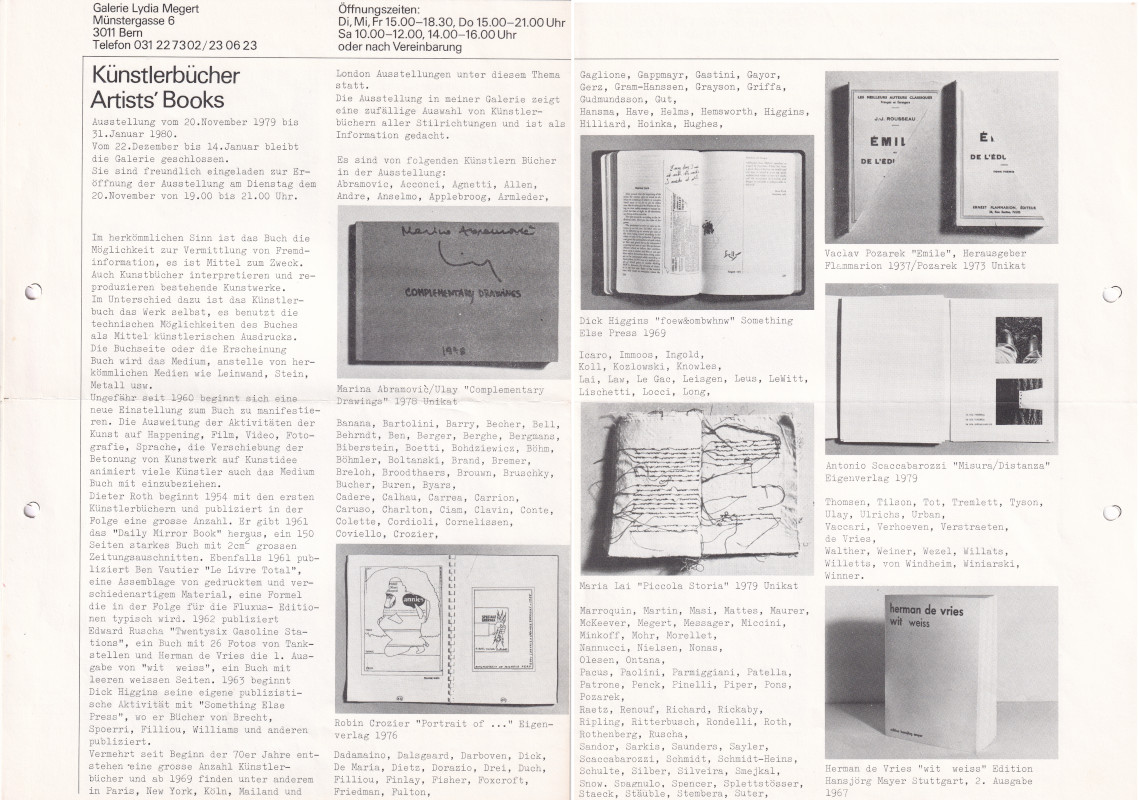 Galerie Lydia Megert
Münstergasse 6
3011 Bern
Telefon 031 22 73 02/23 06 23
Öffnungszeiten:
Di, Mi, Fr 15.00–18.30, Do 15.00–21.00 Uhr
Sa 10.00–12.00, 14.00–16.00 Uhr
oder nach Vereinbarung
Künstlerbücher
Artists' Books
Ausstellung vom 20.November 1979 bis
31.Januar 1980.
Vom 22.Dezember bis 14.Januar bleibt
die Galerie geschlossen.
Sie sind freundlich eingeladen zur Er-
öffnung der Ausstellung am Dienstag dem
20.November von 19.00 bis 21.00 Uhr.
Im herkömmlichen Sinn ist das Buch die
Möglichkeit zur Vermittlung von Fremd-
information, es ist Mittel zum Zweck.
Auch Kunstbücher interpretieren und re-
produzieren bestehende Kunstwerke.
Im Unterschied dazu ist das Künstler-
buch das Werk selbst, es benutzt die
technischen Möglichkeiten des Buches
als Mittel künstlerischen Ausdrucks.
Die Buchseite oder die Erscheinung
Buch wird das Medium, anstelle von her-
kömmlichen Medien wie Leinwand, Stein,
Metall usw.
Ungefähr seit 1960 beginnt sich eine
neue Einstellung zum Buch zu manifestie-
ren. Die Ausweitung der Aktivitäten der
Kunst auf Happening, Film, Video, Foto-
grafie, Sprache, die Verschiebung der
Betonung von Kunstwerk auf Kunstidee
animiert viele Künstler auch das Medium
Buch mit einzubeziehen.
Dieter Roth beginnt 1954 mit den ersten
Künstlerbüchern und publiziert in der
Folge eine grosse Anzahl. Er gibt 1961
das "Daily Mirror Book" heraus, ein 150
Seiten starkes Buch mit 2cm² grossen
Zeitungsauschnitten. Ebenfalls 1961 pub-
liziert Ben Vautier "Le Livre Total",
eine Assemblage von gedrucktem und ver-
schiedenartigem Material, eine Formel
die in der Folge für die Fluxus- Editio-
nen typisch wird. 1962 publiziert
Edward Ruscha "Twentysix Gasoline Sta-
tions", ein Buch mit 26 Fotos von Tank-
stellen und Herman de Vries die 1. Aus-
gabe von "wit  weiss", ein Buch mit
leeren weissen Seiten. 1963 beginnt
Dick Higgins seine eigene publizisti-
sche Aktivität mit "Something Else
Press", wo er Bücher von Brecht,
Spoerri, Filliou, Williams und anderen
publiziert.
Vermehrt seit Beginn der 70er Jahre ent-
stehen eine grosse Anzahl Künstler-
bücher und ab 1969 finden unter anderem
in Paris, New York, Köln, Mailand und
London Ausstellungen unter diesem Thema
statt.
Die Ausstellung in meiner Galerie zeigt
eine zufällige Auswahl von Künstler-
büchern aller Stilrichtungen und ist als
Information gedacht.
Es sind von folgenden Künstlern Bücher
in der Ausstellung:
Abramovic, Acconci, Agnetti, Allen,
Andre, Anselmo, Applebroog, Armleder,
Marina Abramović
COMPLEMENTARY DRAWINGS
1978
Marina Abramovič/Ulay "Complementary
Drawings" 1978 Unikat
Banana, Bartolini, Barry, Becher, Bell,
Behrndt, Ben, Berger, Berghe, Bergmans,
Biberstein, Boetti, Bohdziewicz, Böhm,
Böhmler, Boltanski, Brand, Bremer,
Breloh, Broodthaers, Brouwn, Bruschky,
Bucher, Buren, Byars,
Cadere, Calhau, Carrea, Carrion,
Caruso, Charlton, Ciam, Clavin, Conte,
Colette, Cordioli, Cornelissen,
Coviello, Crozier,
annies
Robin Crozier "Portrait of ..." Eigen-
verlag 1976
Dadamaino, Dalsgaard, Darboven, Dick,
De Maria, Dietz, Dorazio, Drei, Duch,
Filliou, Finlay, Fisher, Foxcroft,
Friedman, Fulton,
Gaglione, Gappmayr, Gastini, Gayor,
Gerz, Gram-Hanssen, Grayson, Griffa,
Gudmundsson, Gut,
Hansma, Have, Helms, Hemsworth, Higgins,
Hilliard, Hoinka, Hughes,
Dick Higgins "foew&ombwhnw" Something
Else Press 1969
Icaro, Immoos, Ingold,
Koll, Kozlowski, Knowles,
Lai, Law, Le Gac, Leisgen, Leus, LeWitt,
Lischetti, Locci, Long,
Maria Lai "Piccola Storia" 1979 Unikat
Marroquin, Martin, Masi, Mattes, Maurer,
McKeever, Megert, Messager, Miccini,
Minkoff, Mohr, Morellet,
Nannucci, Nielsen, Nonas,
Olesen, Ontana,
Pacus, Paolini, Parmiggiani, Patella,
Patrone, Penck, Pinelli, Piper, Pons,
Pozarek,
Raetz, Renouf, Richard, Rickaby,
Ripling, Ritterbusch, Rondelli, Roth,
Rothenberg, Ruscha,
Sandor, Sarkis, Saunders, Sayler,
Scaccabarozzi, Schmidt, Schmidt-Heins,
Schulte, Silber, Silveira, Smejkal,
Snow, Spagnulo, Spencer, Splettstösser,
Staeck, Stäuble, Stembera, Suter,
LES MEILLEURS AUTEURS CLASSIQUES
J.-J. ROUSSEAU
ÉMIL
DE L'ÉDU
É
DE L'ÉDU
ERNEST FLAMMARION, ÉDITEUR
Vaclav Pozarek "Emile", Herausgeber
Flammarion 1937/Pozarek 1973 Unikat
Antonio Scaccabarozzi "Misura/Distanza"
Eigenverlag 1979
Thomsen, Tilson, Tot, Tremlett, Tyson,
Ulay, Ulrichs, Urban,
Vaccari, Verhoeven, Verstraeten,
de Vries,
Walther, Weiner, Wezel, Willats,
Willetts, von Windheim, Winiarski,
Winner.
herman de vries
wit weiss
edition hansjörg mayer
Herman de Vries "wit  weiss" Edition
Hansjörg Mayer Stuttgart, 2. Ausgabe
1967